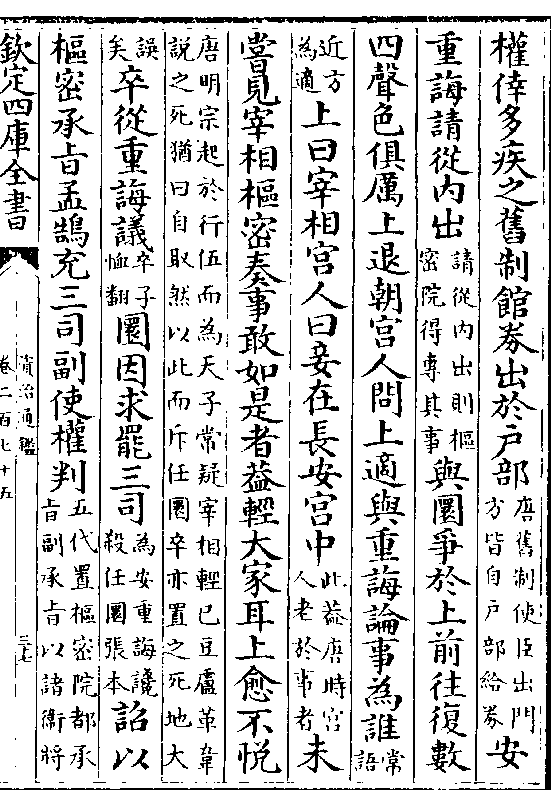 權倖多疾之舊制館券出於戶部唐舊制使臣出四方皆自戶部給券安
重誨請從內出請從內出則樞密院得專其事與圜爭於上前往復數
四聲色俱厲上退朝宮人問上適與重誨論事為誰常語
近方為適上曰宰相宮人曰妾在長安宮中此葢唐時宮人老於事者未
嘗見宰相樞密奏事敢如是者葢輕大家耳上愈不悅
唐明宗起於行伍而為天子常疑宰相輕己豆盧革韋
說之死猶曰自取然以此而斥任圜卒亦置之死地大
誤矣卒從重誨議卒子恤翻圜因求罷三司為安重誨譖殺任圜張本詔以
樞密承旨孟鵠充三司副使權判五代置樞密院都承旨副承旨以諸衛將
欽定四庫全書
資治通鑑
卷二百七十五
三十七